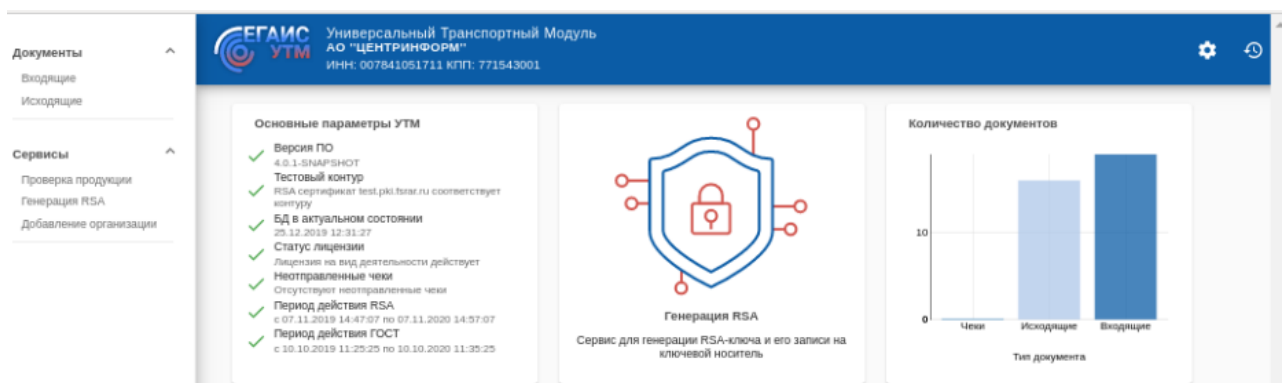 Документы
Входящие
Исходящие
Сервисы
Проверка продукции
Генерация RSA
Добавление организации
ЕГАИС
УТМ
Универсальный Транспортный Модуль
АО "ЦЕНТРИНФОРМ"
ИНН: 007841051711 КПП: 771543001
Основные параметры УТМ
Версия ПО
4.0.1-SNAPSHOT
Тестовый контур
RSA сертификат test.pki.fsrar.ru соответствует
контуру
БД в актуальном состоянии
25.12.2019 12:31:27
Статус лицензии
Лицензия на вид деятельности действует
Неотправленные чеки
Отсутствуют неотправленные чеки
Период действия RSA
с 07.11.2019 14:47:07 по 07.11.2020 14:57:07
Период действия ГОСТ
с 10.10.2019 11:25:25 по 10.10.2020 11:35:25
Генерация RSA
Сервис для генерации RSA-ключа и его записи на
ключевой носитель
Количество документов
10
0
Чеки Исходящие Входящие
Тип документа